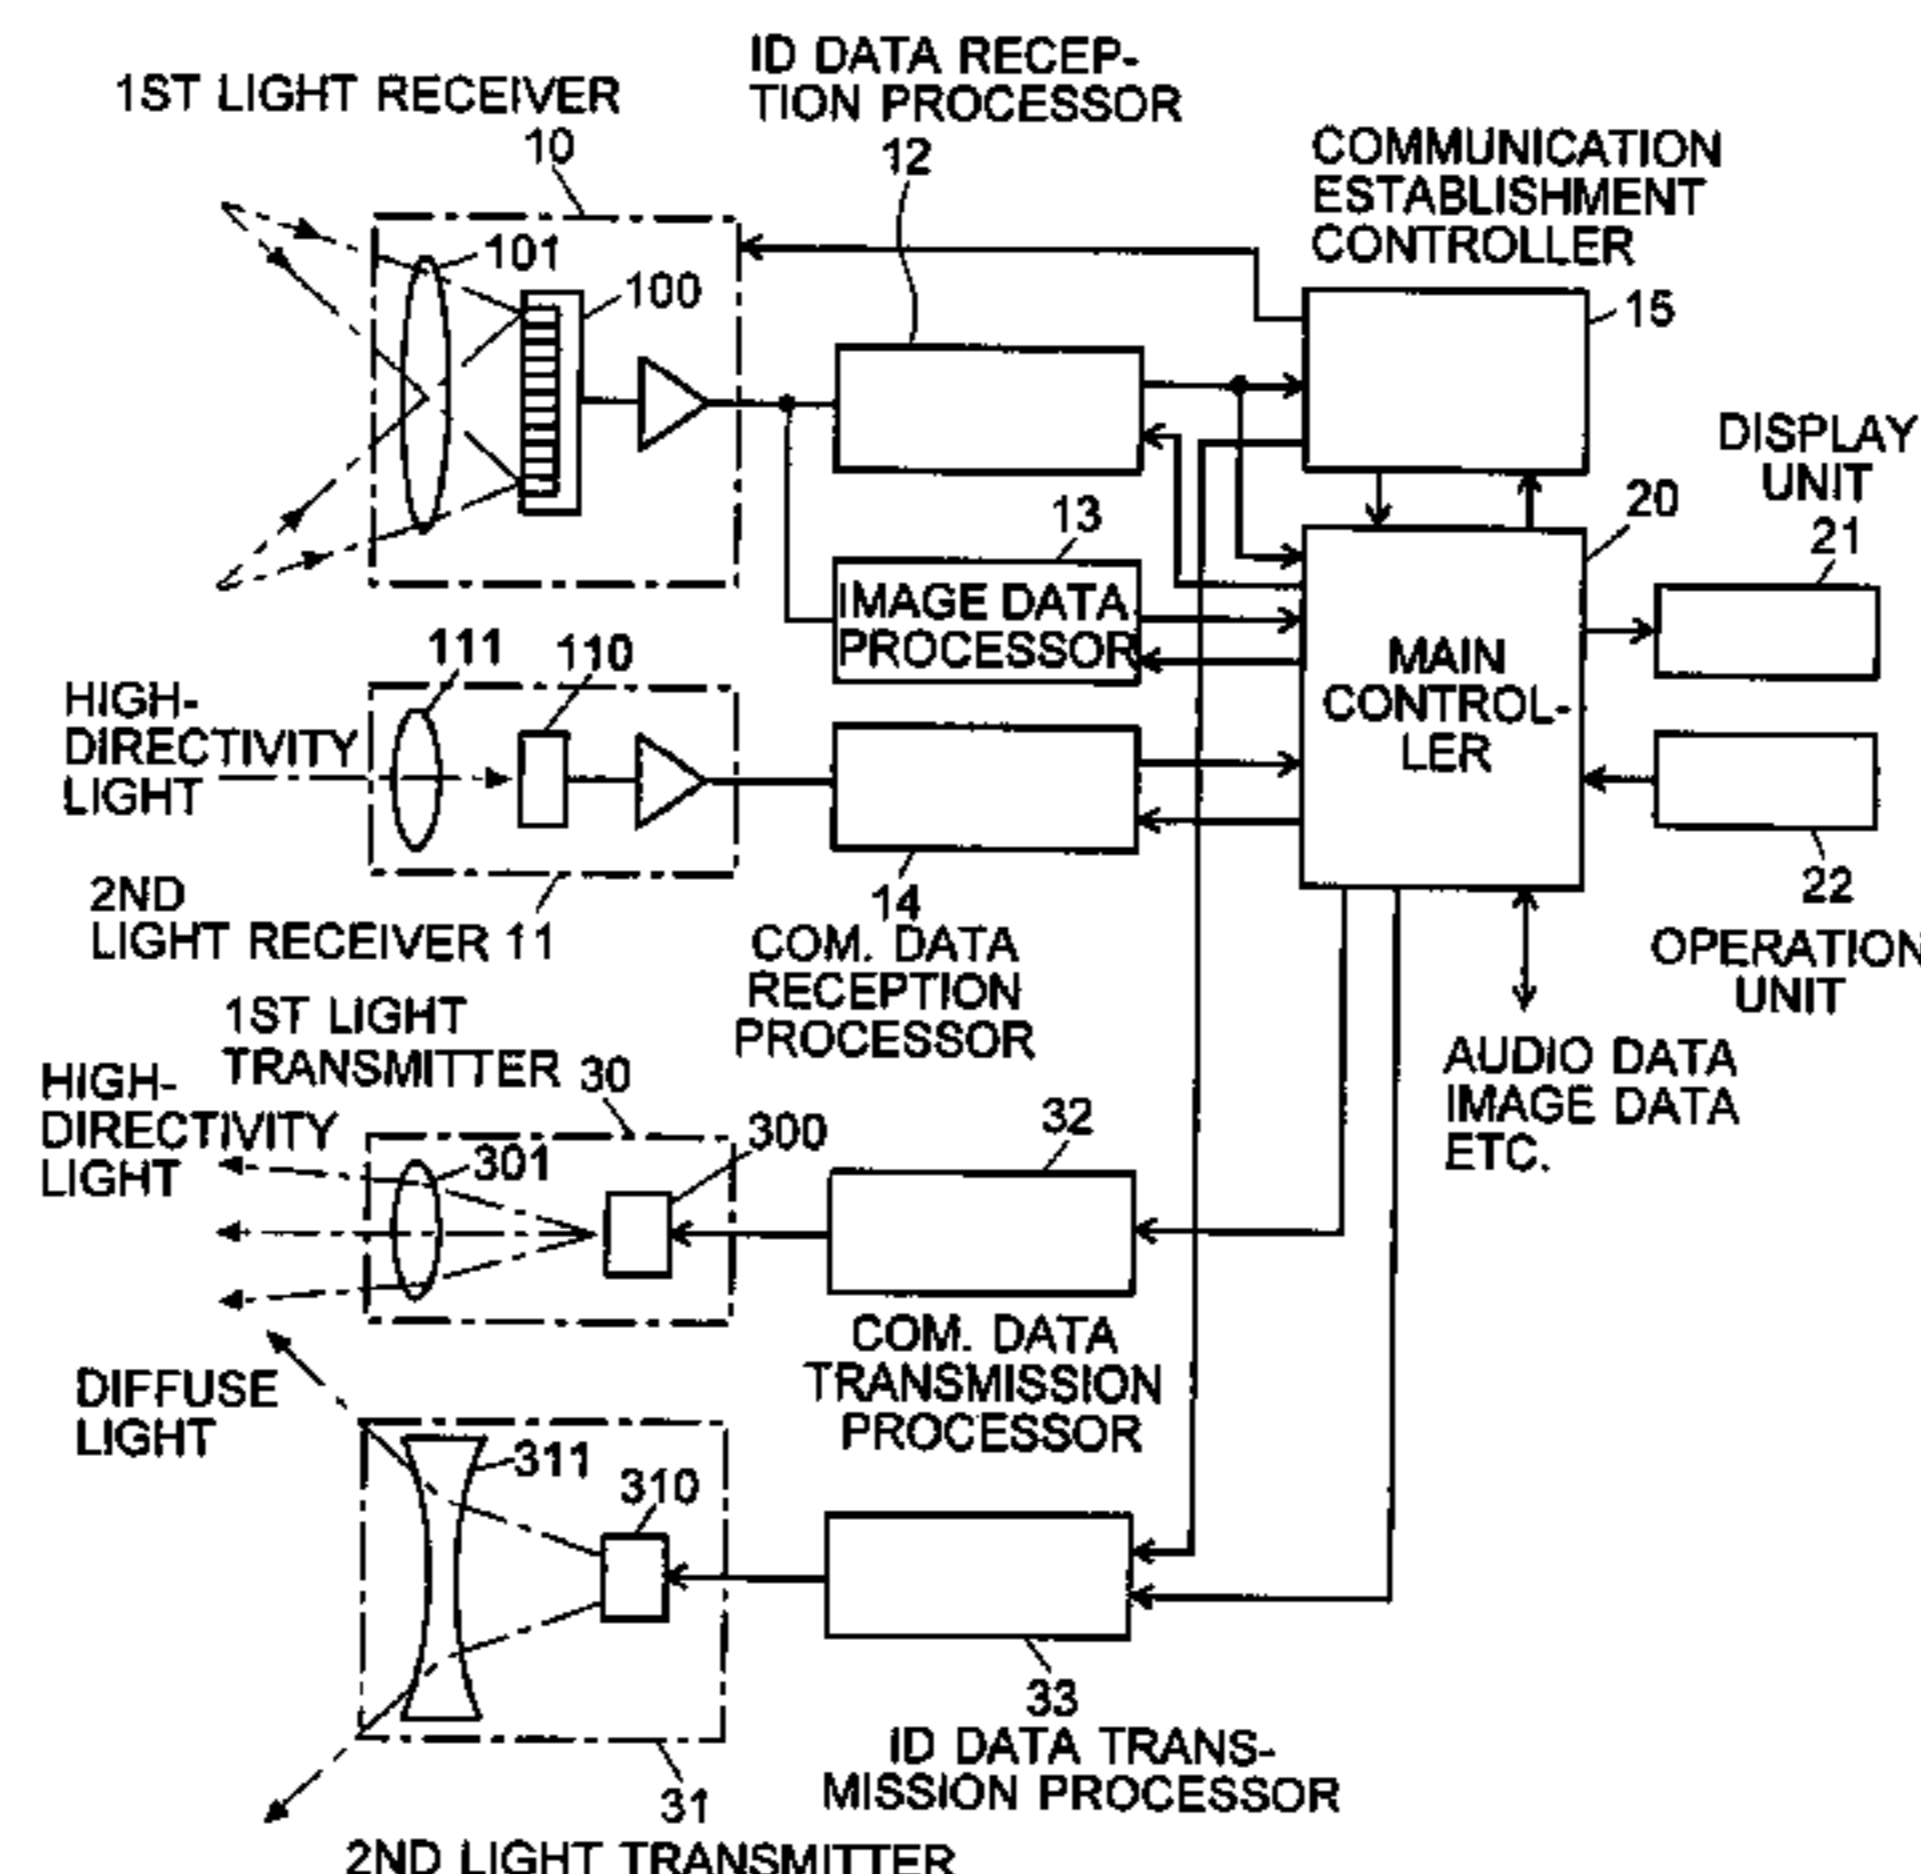 1ST LIGHT RECEIVER
10
ID DATA RECEP-
TION PROCESSOR
12
COMMUNICATION
ESTABLISHMENT
CONTROLLER
15
101
100
13
IMAGE DATA
PROCESSOR
20
MAIN
CONTROL-
LER
DISPLAY
UNIT
21
22
OPERATION
UNIT
HIGH-
DIRECTIVITY
LIGHT
111
110
2ND
LIGHT RECEIVER 11
14
COM. DATA
RECEPTION
PROCESSOR
AUDIO DATA
IMAGE DATA
ETC.
1ST LIGHT
TRANSMITTER 30
HIGH-
DIRECTIVITY
LIGHT
301
300
32
COM. DATA
TRANSMISSION
PROCESSOR
DIFFUSE
LIGHT
311
310
33
ID DATA TRANS-
MISSION PROCESSOR
31
2ND LIGHT TRANSMITTER